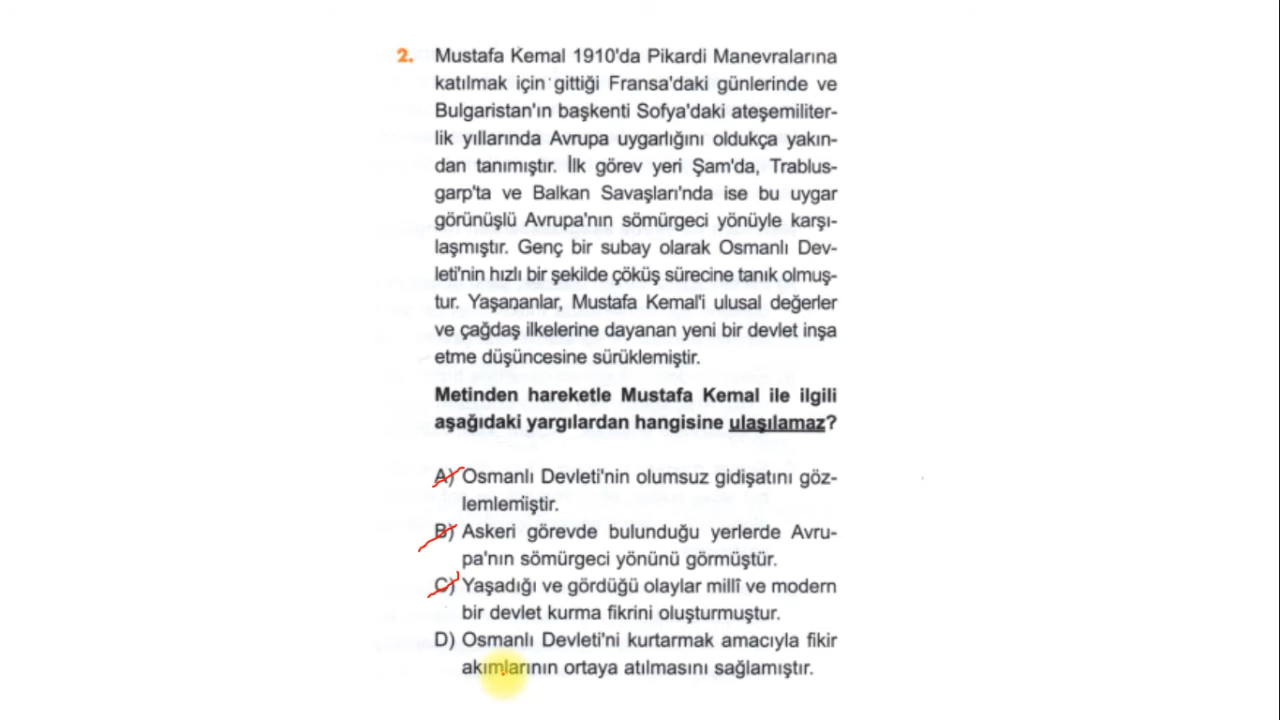 2. Mustafa Kemal 1910'da Pikardi Manevralarına
katılmak için gittiği Fransa'daki günlerinde ve
Bulgaristan'ın başkenti Sofya'daki ateşemiliter-
lik yıllarında Avrupa uygarlığını oldukça yakın-
dan tanımıştır. İlk görev yeri Şam'da, Trablus-
garp'ta ve Balkan Savaşları'nda ise bu uygar
görünüşlü Avrupa'nın sömürgeci yönüyle karşı-
laşmıştır. Genç bir subay olarak Osmanlı Dev-
leti'nin hızlı bir şekilde çöküş sürecine tanık olmuş-
tur. Yaşananlar, Mustafa Kemal'i ulusal değerler
ve çağdaş ilkelerine dayanan yeni bir devlet inşa
etme düşüncesine sürüklemiştir.
Metinden hareketle Mustafa Kemal ile ilgili
aşağıdaki yargılardan hangisine ulaşılamaz?
A) Osmanlı Devleti'nin olumsuz gidişatını göz-
lemlemiştir.
B) Askeri görevde bulunduğu yerlerde Avru-
pa'nın sömürgeci yönünü görmüştür.
C) Yaşadığı ve gördüğü olaylar millî ve modern
bir devlet kurma fikrini oluşturmuştur.
D) Osmanlı Devleti'ni kurtarmak amacıyla fikir
akımlarının ortaya atılmasını sağlamıştır.